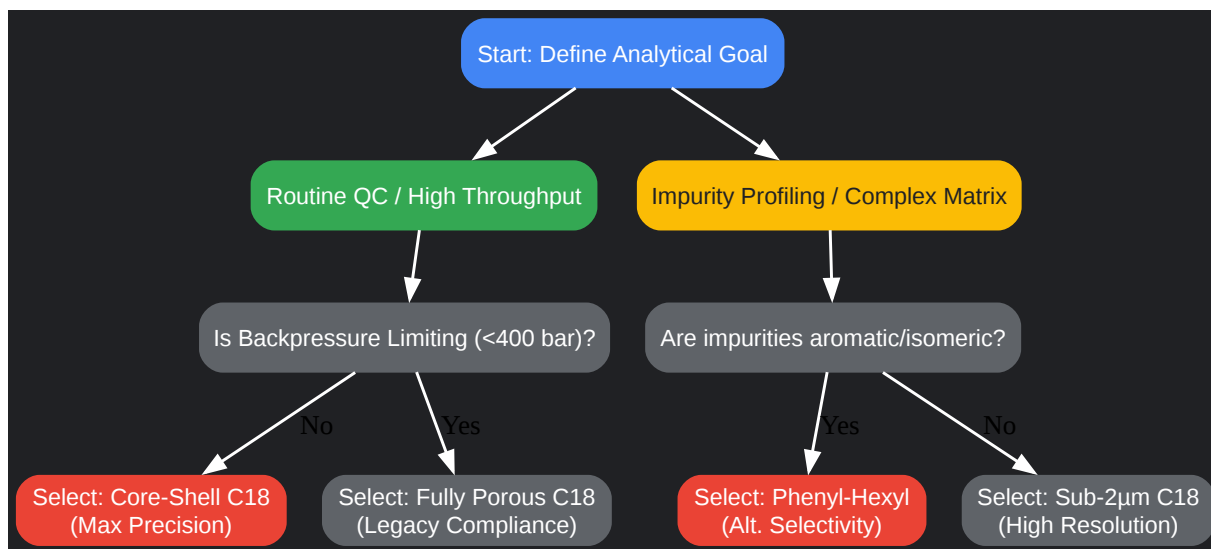 Start: Define Analytical Goal
Routine QC / High Throughput
Impurity Profiling / Complex Matrix
Is Backpressure Limiting (<400 bar)?
Are impurities aromatic/isomeric?
No
Yes
Yes
No
Select: Core-Shell C18
(Max Precision)
Select: Fully Porous C18
(Legacy Compliance)
Select: Phenyl-Hexyl
(Alt. Selectivity)
Select: Sub-2µm C18
(High Resolution)